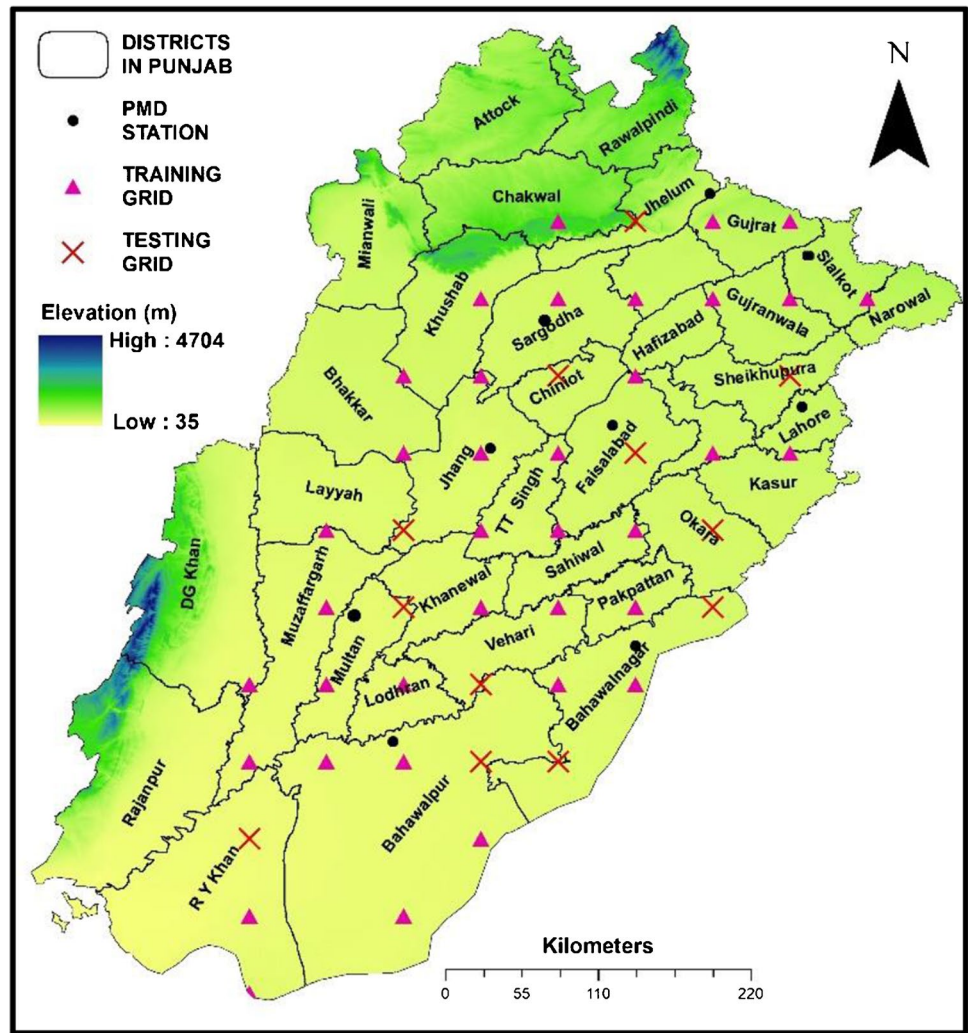 DISTRICTS
IN PUNJAB
PMD
STATION
TRAINING
GRID
TESTING
GRID
Elevation (m)
High : 4704
Low : 35
N
Attock
Rawalpindi
Chakwal
Jhelum
Mianwali
Gujrat
Khushab
Sialkot
Sargodha
Gujranwala
Narowal
Hafizabad
Bhakkar
Chiniot
Sheikhupura
Lahore
Jhang
Faisalabad
Layyah
TT Singh
Kasur
Okara
DG Khan
Muzaffargarh
Khanewal
Sahiwal
Pakpattan
Multan
Vehari
Lodhran
Bahawalnagar
Rajanpur
Bahawalpur
R Y Khan
Kilometers
0 55 110 220